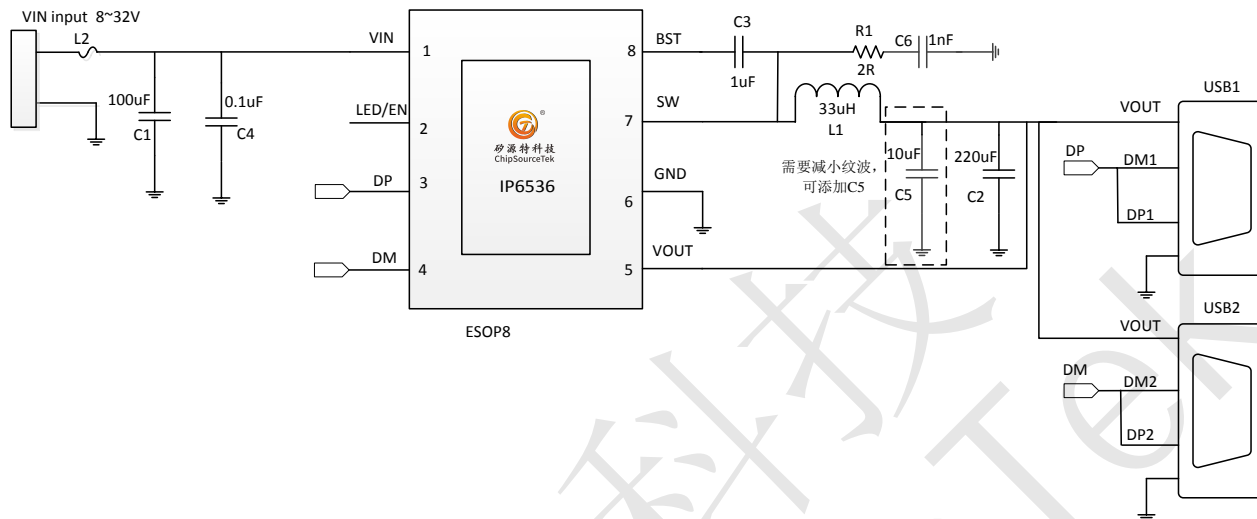 VIN input 8~32V
L2
VIN
1
100uF
C1
0.1uF
C4
LED/EN
2
DP
3
DM
4
矽源特科技
ChipSourceTek
®
IP6536
ESOP8
BST
8
SW
7
GND
6
VOUT
5
C3
1uF
R1
2R
C6
1nF
33uH
L1
需要减小纹波，
可添加C5
10uF
C5
220uF
C2
USB1
VOUT
DP
DM1
DP1
USB2
VOUT
DM
DM2
DP2
科技
Tek